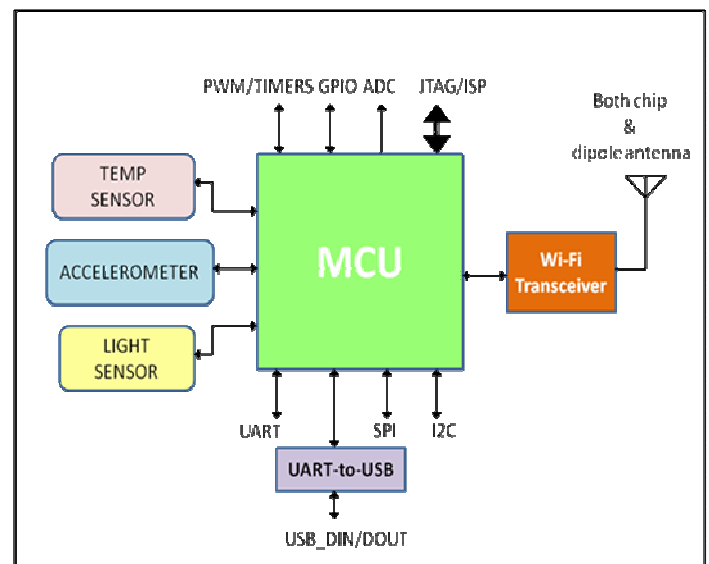 PWM/TIMERS GPIO ADC JTAG/ISP
Both chip
&
dipole antenna
TEMP
SENSOR
ACCELEROMETER
LIGHT
SENSOR
MCU
Wi-Fi
Transceiver
UART SPI I2C
UART-to-USB
USB_DIN/DOUT